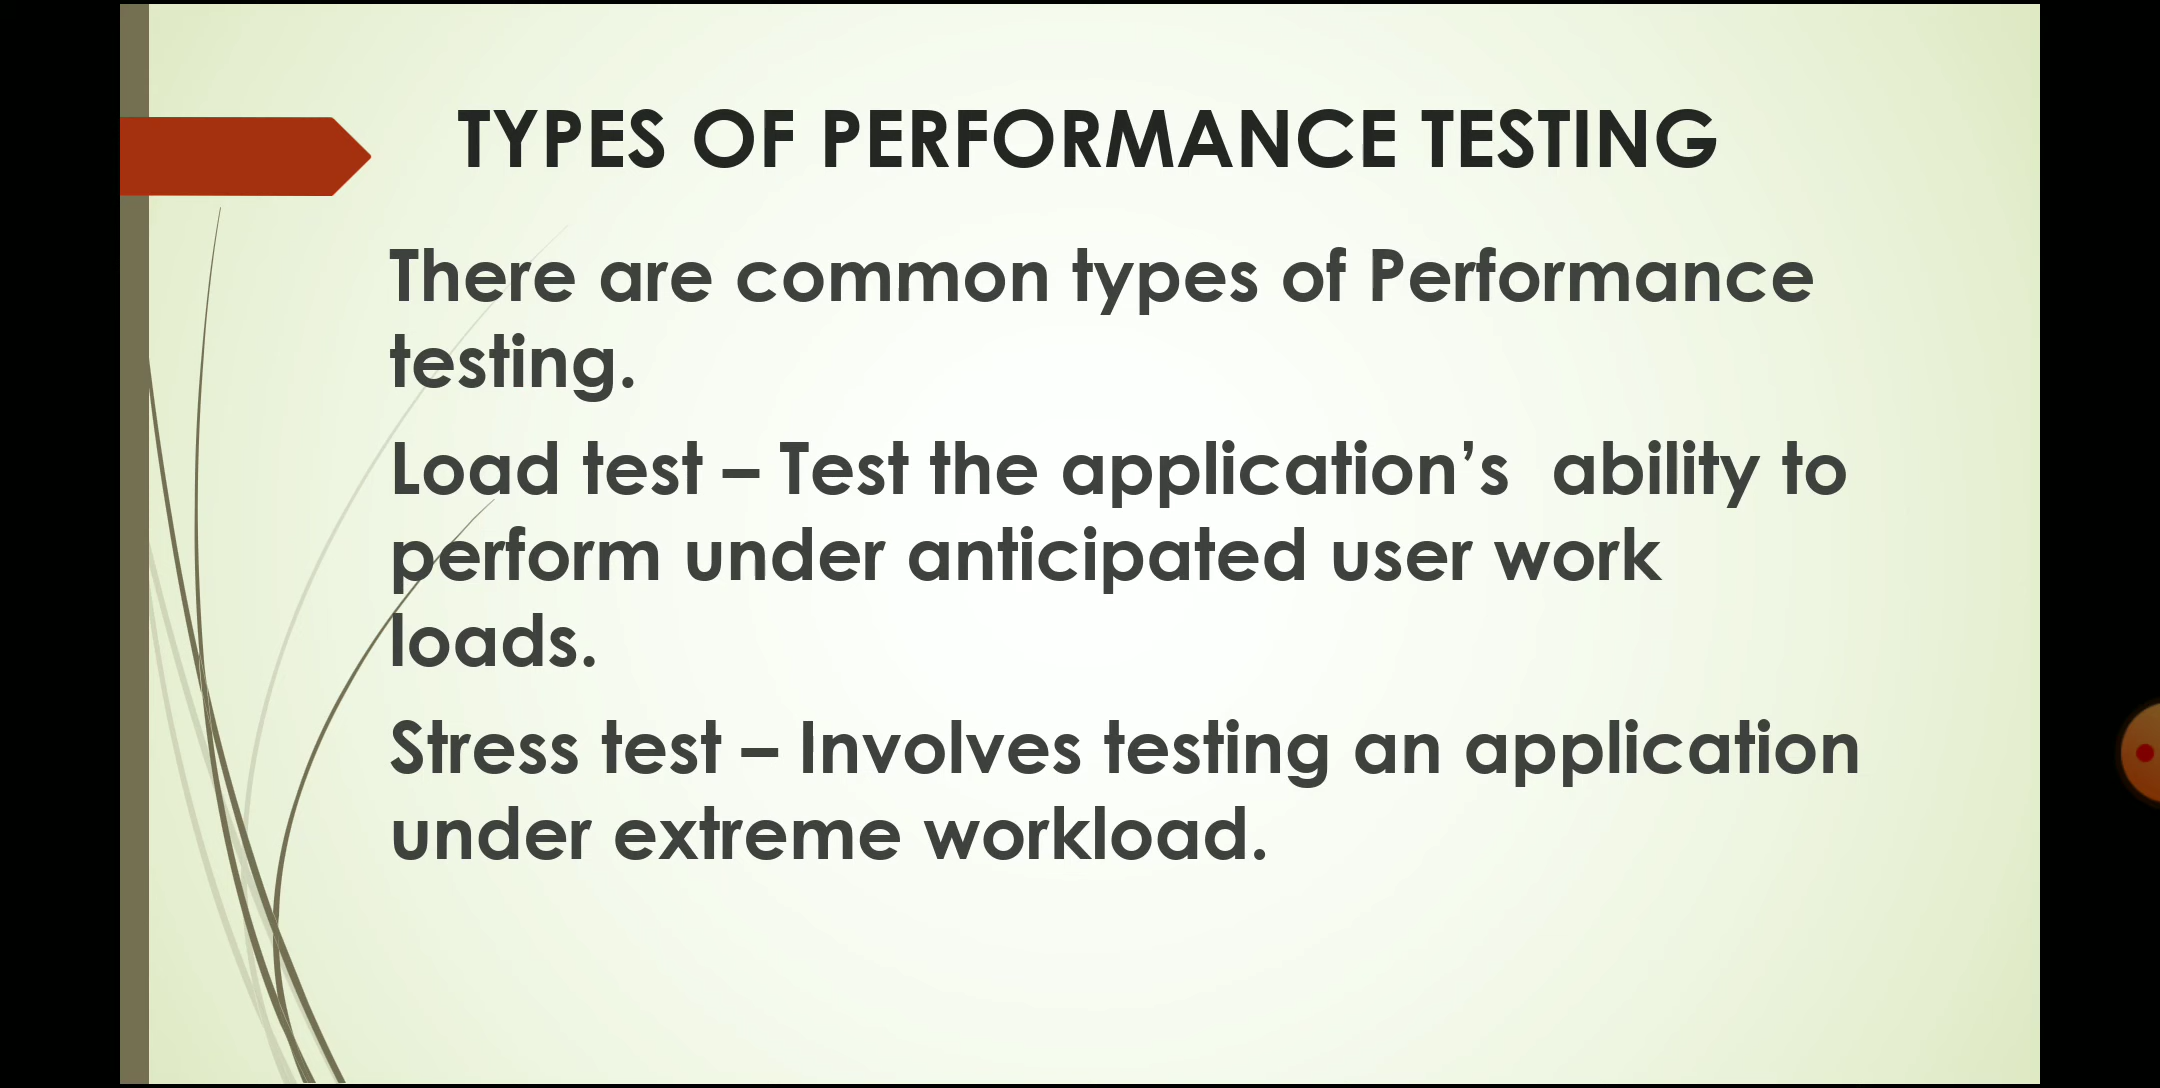 TYPES OF PERFORMANCE TESTING
There are common types of Performance
testing.
Load test – Test the application’s  ability to
perform under anticipated user work
loads.
Stress test – Involves testing an application
under extreme workload.